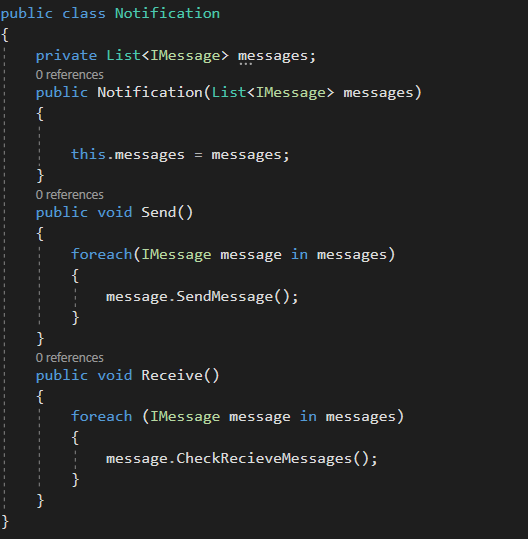 public class Notification
{
private List<IMessage> messages;
0 references
public Notification(List<IMessage> messages)
{
this.messages = messages;
}
0 references
public void Send()
{
foreach(IMessage message in messages)
{
message.SendMessage();
}
}
0 references
public void Receive()
{
foreach (IMessage message in messages)
{
message.CheckRecieveMessages();
}
}
}